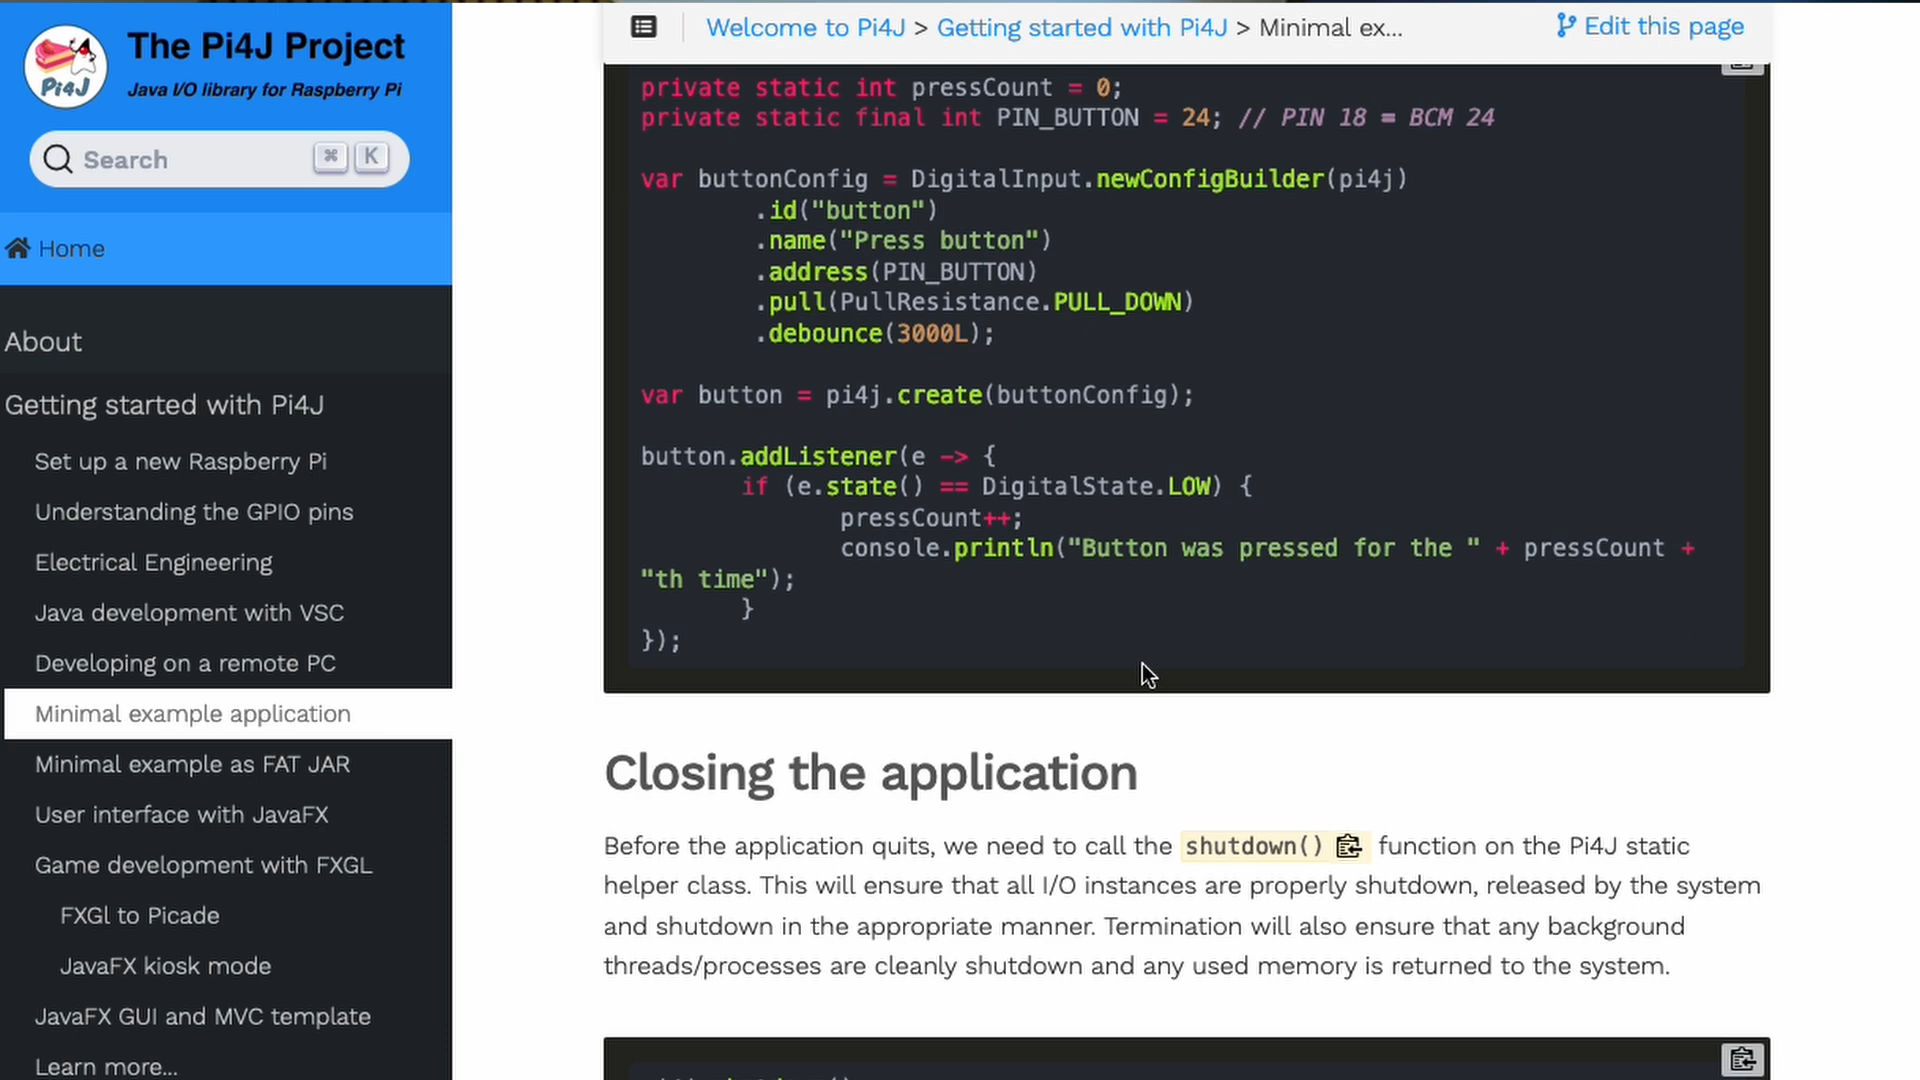 The Pi4J Project
Java I/O library for Raspberry Pi
Pi4J
Search ⌘ K
Home
About
Getting started with Pi4J
Set up a new Raspberry Pi
Understanding the GPIO pins
Electrical Engineering
Java development with VSC
Developing on a remote PC
Minimal example application
Minimal example as FAT JAR
User interface with JavaFX
Game development with FXGL
FXGl to Picade
JavaFX kiosk mode
JavaFX GUI and MVC template
Learn more...
Welcome to Pi4J > Getting started with Pi4J > Minimal ex...
Edit this page
private static int pressCount = 0;
private static final int PIN_BUTTON = 24; // PIN 18 = BCM 24
var buttonConfig = DigitalInput.newConfigBuilder(pi4j)
.id("button")
.name("Press button")
.address(PIN_BUTTON)
.pull(PullResistance.PULL_DOWN)
.debounce(3000L);
var button = pi4j.create(buttonConfig);
button.addListener(e -> {
if (e.state() == DigitalState.LOW) {
pressCount++;
console.println("Button was pressed for the " + pressCount +
"th time");
}
});
Closing the application
Before the application quits, we need to call the shutdown() function on the Pi4J static
helper class. This will ensure that all I/O instances are properly shutdown, released by the system
and shutdown in the appropriate manner. Termination will also ensure that any background
threads/processes are cleanly shutdown and any used memory is returned to the system.